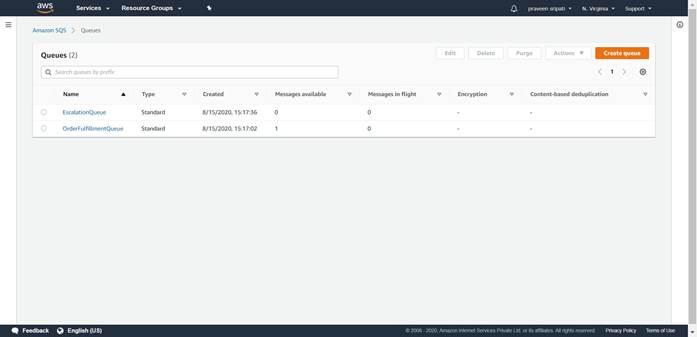 aws Services Resource Groups praveen sripati N. Virginia Support
Amazon SQS Queues
Queues (2)
Edit Delete Purge Actions Create queue
Search queues by prefix
1
Name Type Created Messages available Messages in flight Encryption Content-based deduplication
EscalationQueue Standard 8/15/2020, 15:17:36 0 0 - -
OrderFulfillmentQueue Standard 8/15/2020, 15:17:02 1 0 - -
Feedback English (US) © 2006 - 2020, Amazon Internet Services Private Ltd. or its affiliates. All rights reserved. Privacy Policy Terms of Use